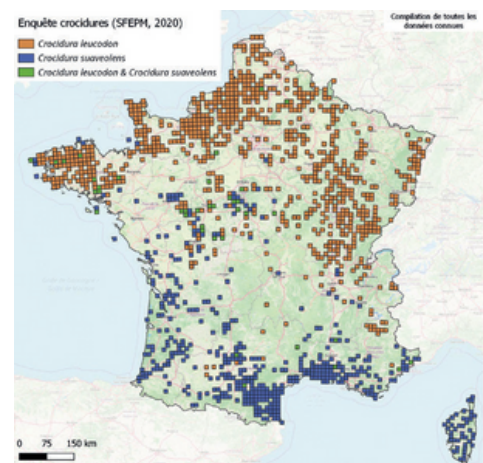 Enquête crocidures (SFEPM, 2020)
Compilation de toutes les
données connues
Crocidura leucodon
Crocidura suaveolens
Crocidura leucodon & Crocidura suaveolens
0 75 150 km